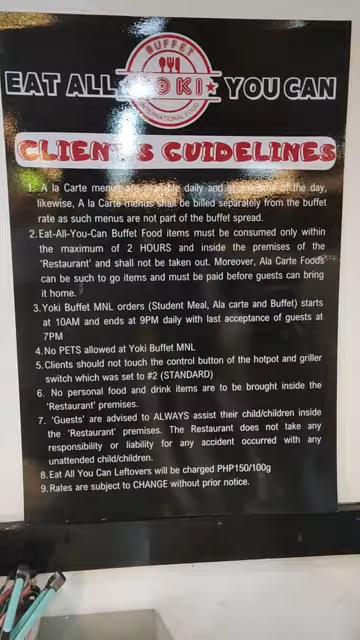 BUFFET
EAT ALL YOKI★ YOU CAN
INTERNATIONAL FOOD
CLIENT'S GUIDELINES
1. A la Carte menus are available daily and at any time of the day,
likewise, A la Carte menus shall be billed separately from the buffet
rate as such menus are not part of the buffet spread.
2.Eat-All-You-Can Buffet Food items must be consumed only within
the maximum of 2 HOURS and inside the premises of the
'Restaurant' and shall not be taken out. Moreover, Ala Carte Foods
can be such to go items and must be paid before guests can bring
it home.
3.Yoki Buffet MNL orders (Student Meal, Ala carte and Buffet) starts
at 10AM and ends at 9PM daily with last acceptance of guests at
7PM
4.No PETS allowed at Yoki Buffet MNL
5.Clients should not touch the control button of the hotpot and griller
switch which was set to #2 (STANDARD)
6. No personal food and drink items are to be brought inside the
'Restaurant' premises.
7. 'Guests' are advised to ALWAYS assist their child/children inside
the 'Restaurant' premises. The Restaurant does not take any
responsibility or liability for any accident occurred with any
unattended child/children.
8.Eat All You Can Leftovers will be charged PHP150/100g
9.Rates are subject to CHANGE without prior notice.